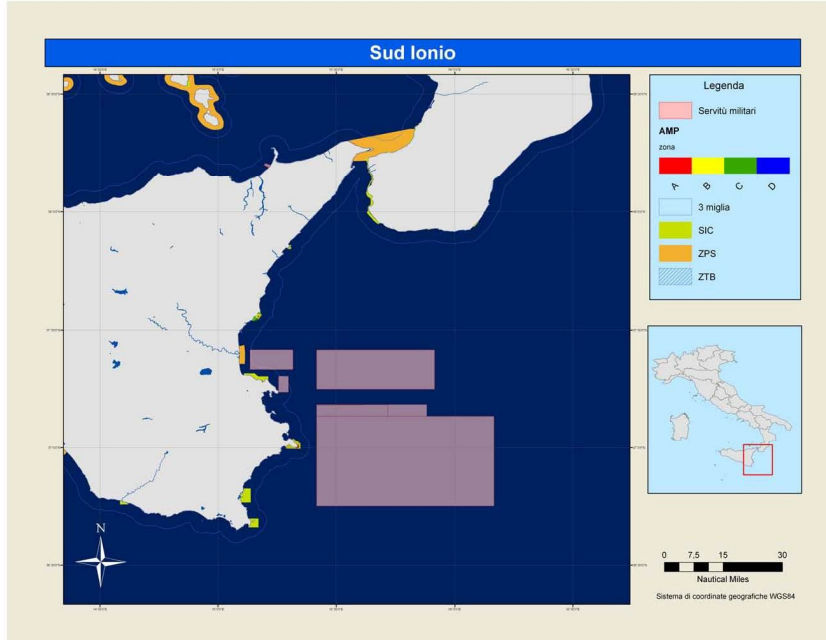 Sud Ionio
Legenda
Servitù militari
AMP
zona
A B C D
3 miglia
SIC
ZPS
ZTB
N
0 7,5 15 30
Nautical Miles
Sistema di coordinate geografiche WGS84